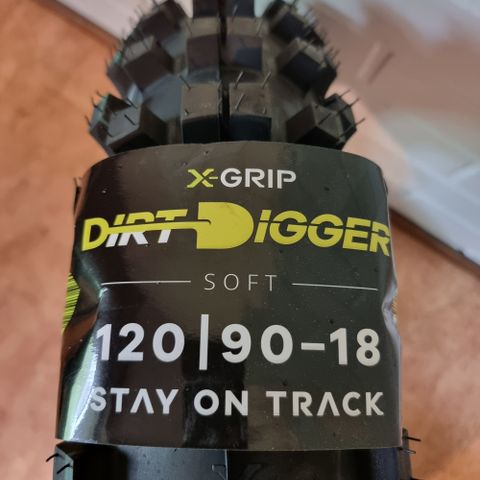 X-GRIP
DIRT DIGGER
SOFT
120|90-18
STAY ON TRACK